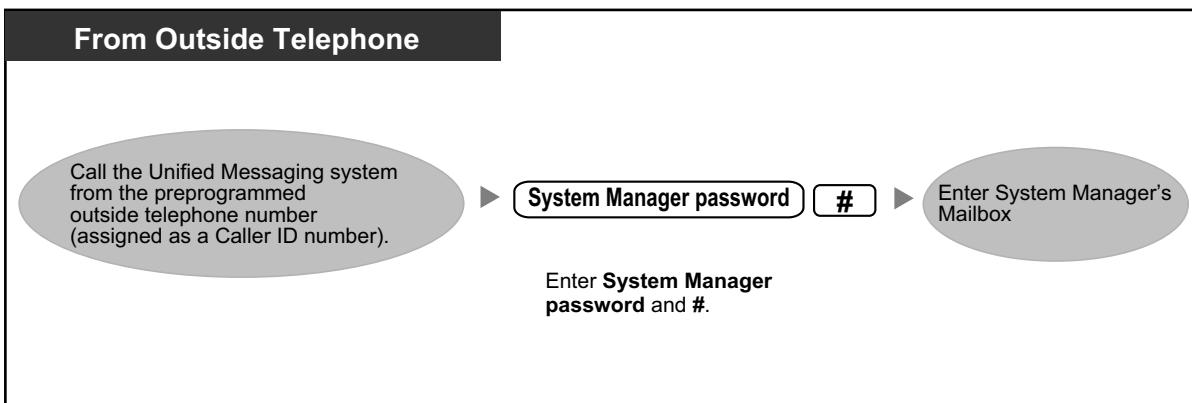 From Outside Telephone
Call the Unified Messaging system
from the preprogrammed
outside telephone number
(assigned as a Caller ID number).
System Manager password
#
Enter System Manager
password and #.
Enter System Manager's
Mailbox